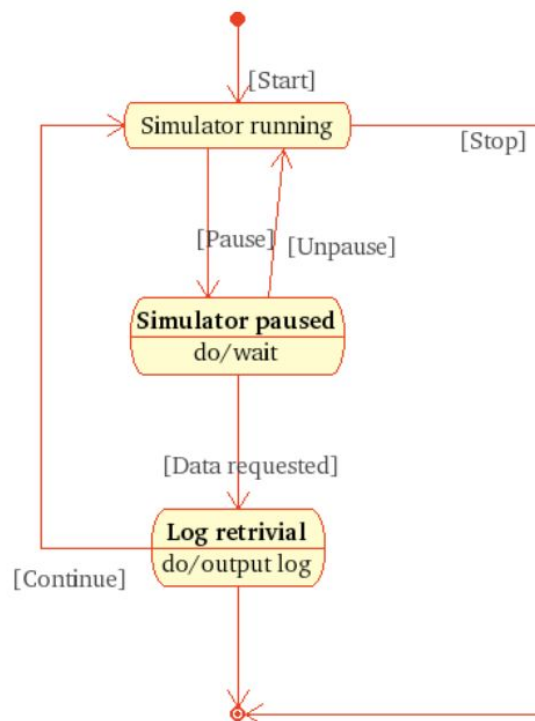 [Start]
Simulator running
[Stop]
[Pause]
[Unpause]
Simulator paused
do/wait
[Data requested]
Log retrivial
do/output log
[Continue]